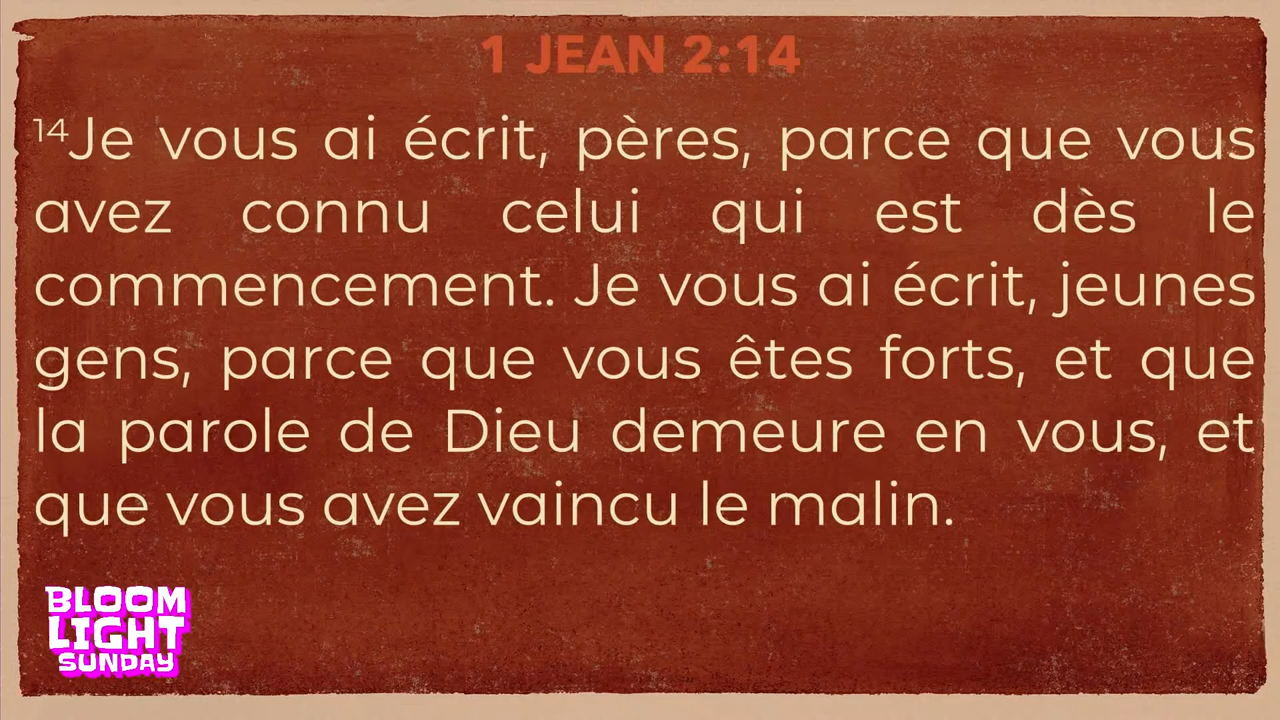 1 JEAN 2:14
¹⁴Je vous ai écrit, pères, parce que vous
avez connu celui qui est dès le
commencement. Je vous ai écrit, jeunes
gens, parce que vous êtes forts, et que
la parole de Dieu demeure en vous, et
que vous avez vaincu le malin.
BLOOM
LIGHT
SUNDAY